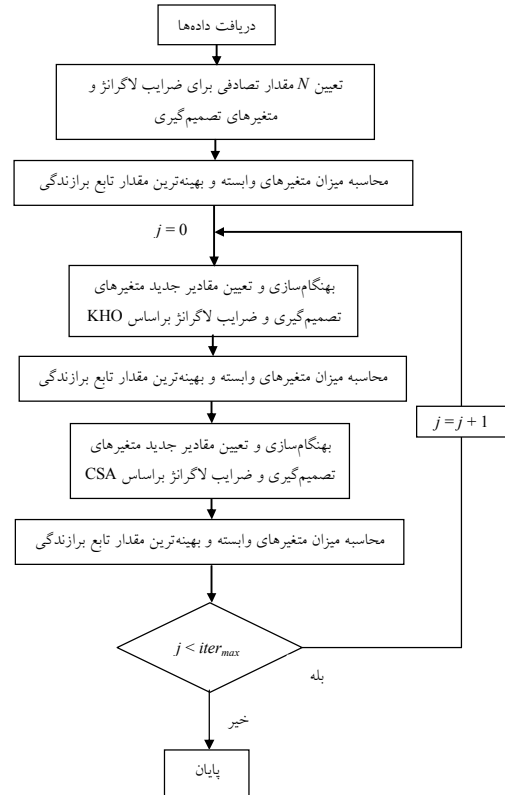 دریافت داده‌ها
تعیین N مقدار تصادفی برای ضرایب لاگرانژ و
متغیرهای تصمیم‌گیری
محاسبه میزان متغیرهای وابسته و بهینه‌ترین مقدار تابع برازندگی
j = 0
بهنگام‌سازی و تعیین مقادیر جدید متغیرهای
تصمیم‌گیری و ضرایب لاگرانژ براساس KHO
محاسبه میزان متغیرهای وابسته و بهینه‌ترین مقدار تابع برازندگی
j = j + 1
بهنگام‌سازی و تعیین مقادیر جدید متغیرهای
تصمیم‌گیری و ضرایب لاگرانژ براساس CSA
محاسبه میزان متغیرهای وابسته و بهینه‌ترین مقدار تابع برازندگی
j < iter_max
بله
خیر
پایان